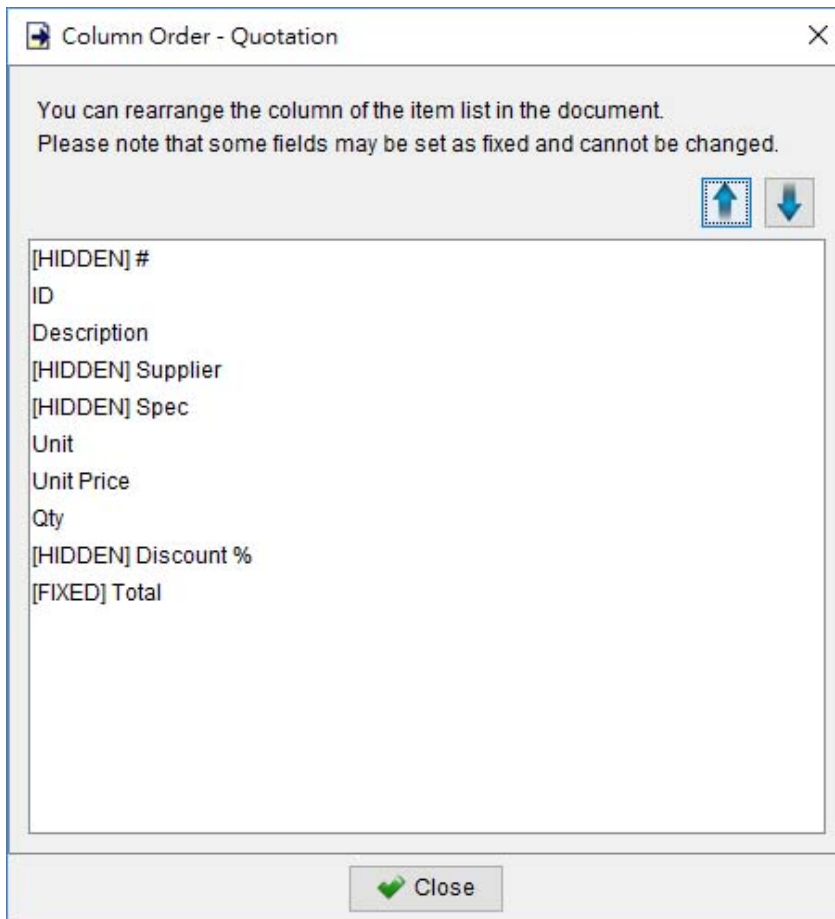 Column Order - Quotation
You can rearrange the column of the item list in the document.
Please note that some fields may be set as fixed and cannot be changed.
[HIDDEN] #
ID
Description
[HIDDEN] Supplier
[HIDDEN] Spec
Unit
Unit Price
Qty
[HIDDEN] Discount %
[FIXED] Total
Close